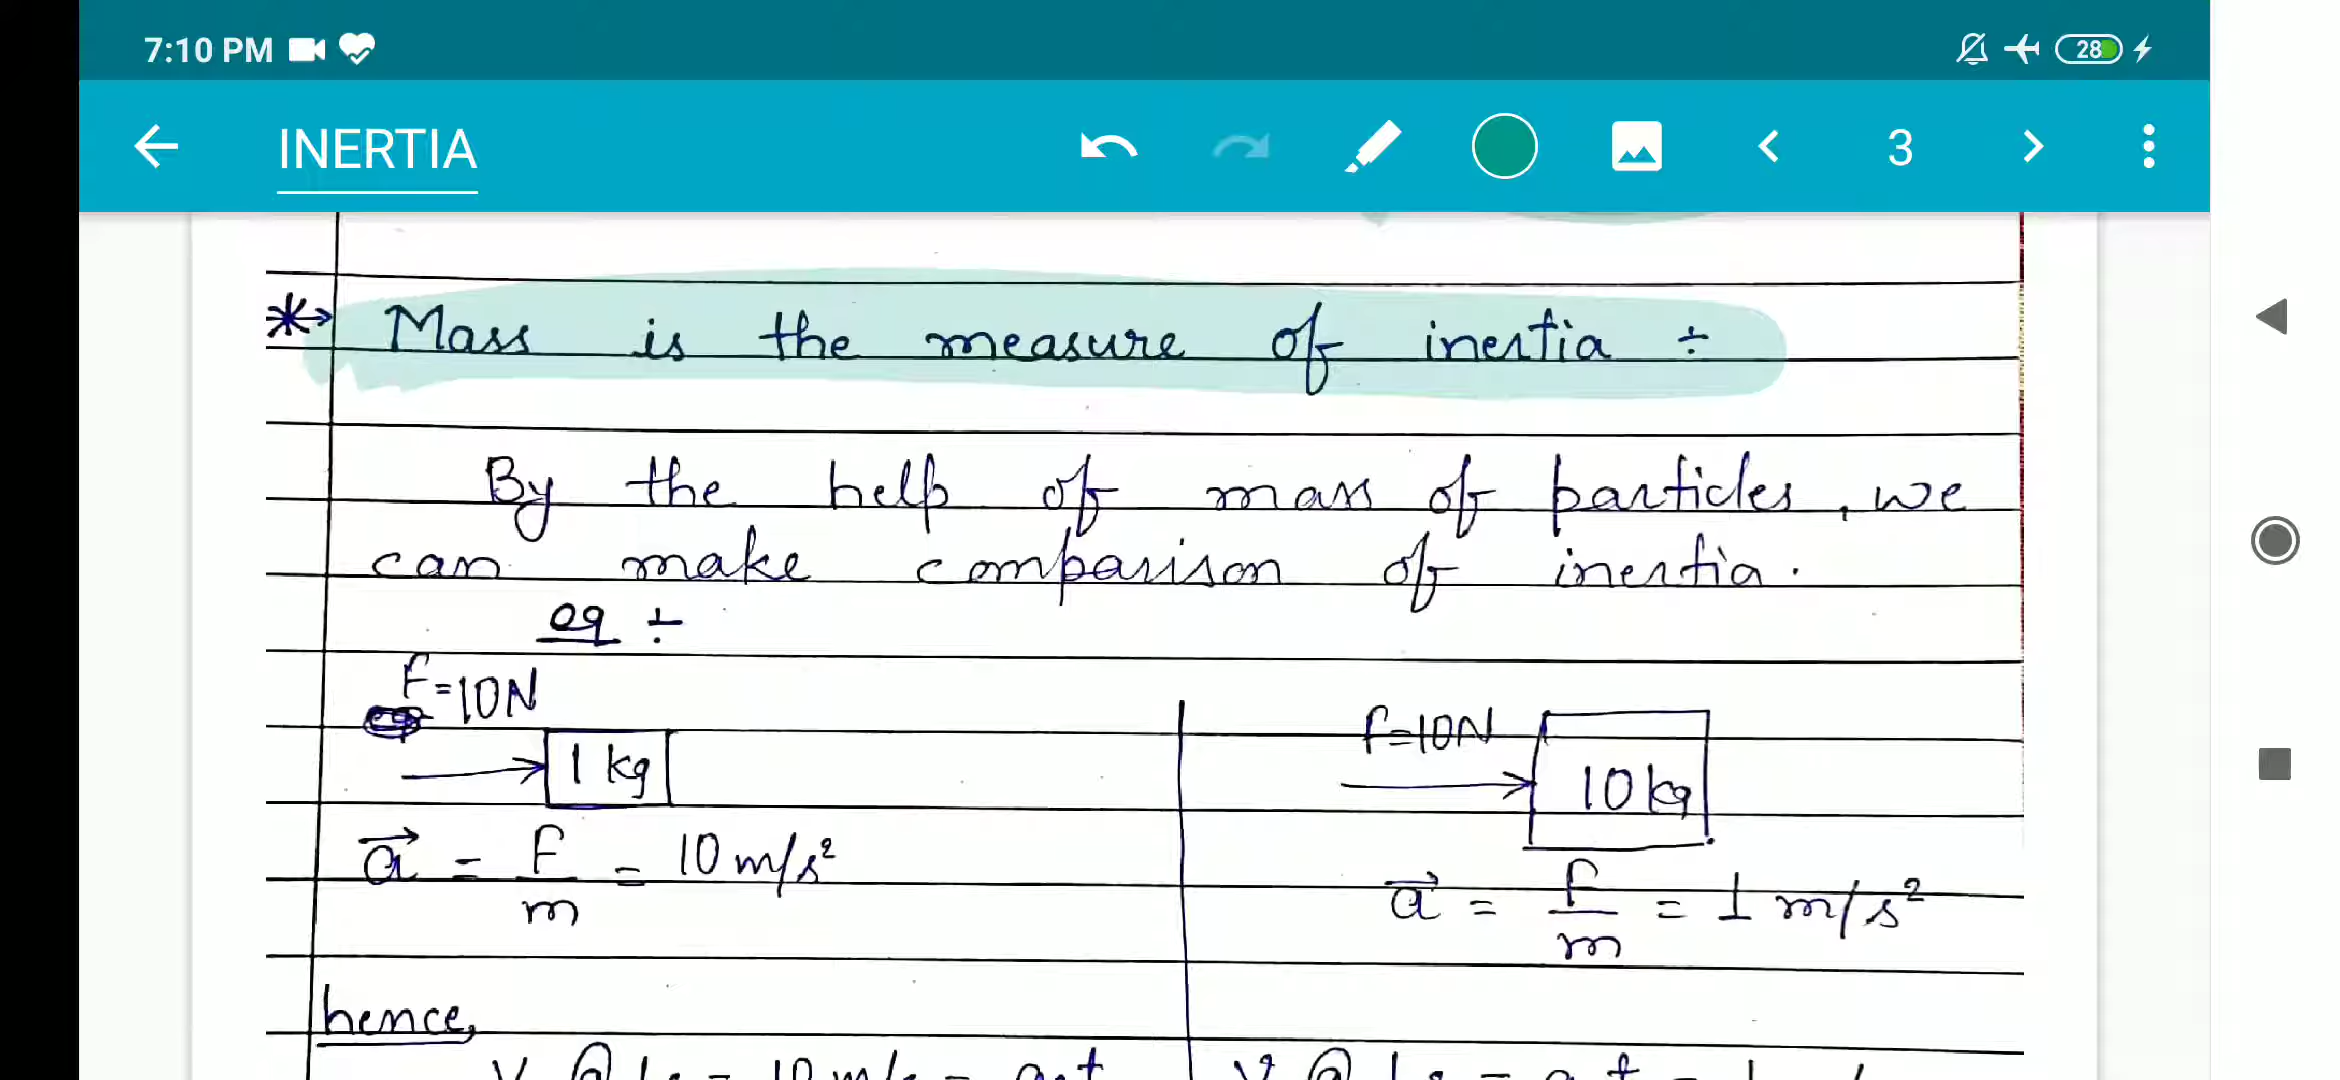 7:10 PM
28
INERTIA
3
Mass is the measure of inertia ÷
By the help of mass of particles, we
can make comparison of inertia.
eg ÷
F=10N
1 kg
a = F/m = 10 m/s²
F=10N
10 kg
a = F/m = 1 m/s²
hence,